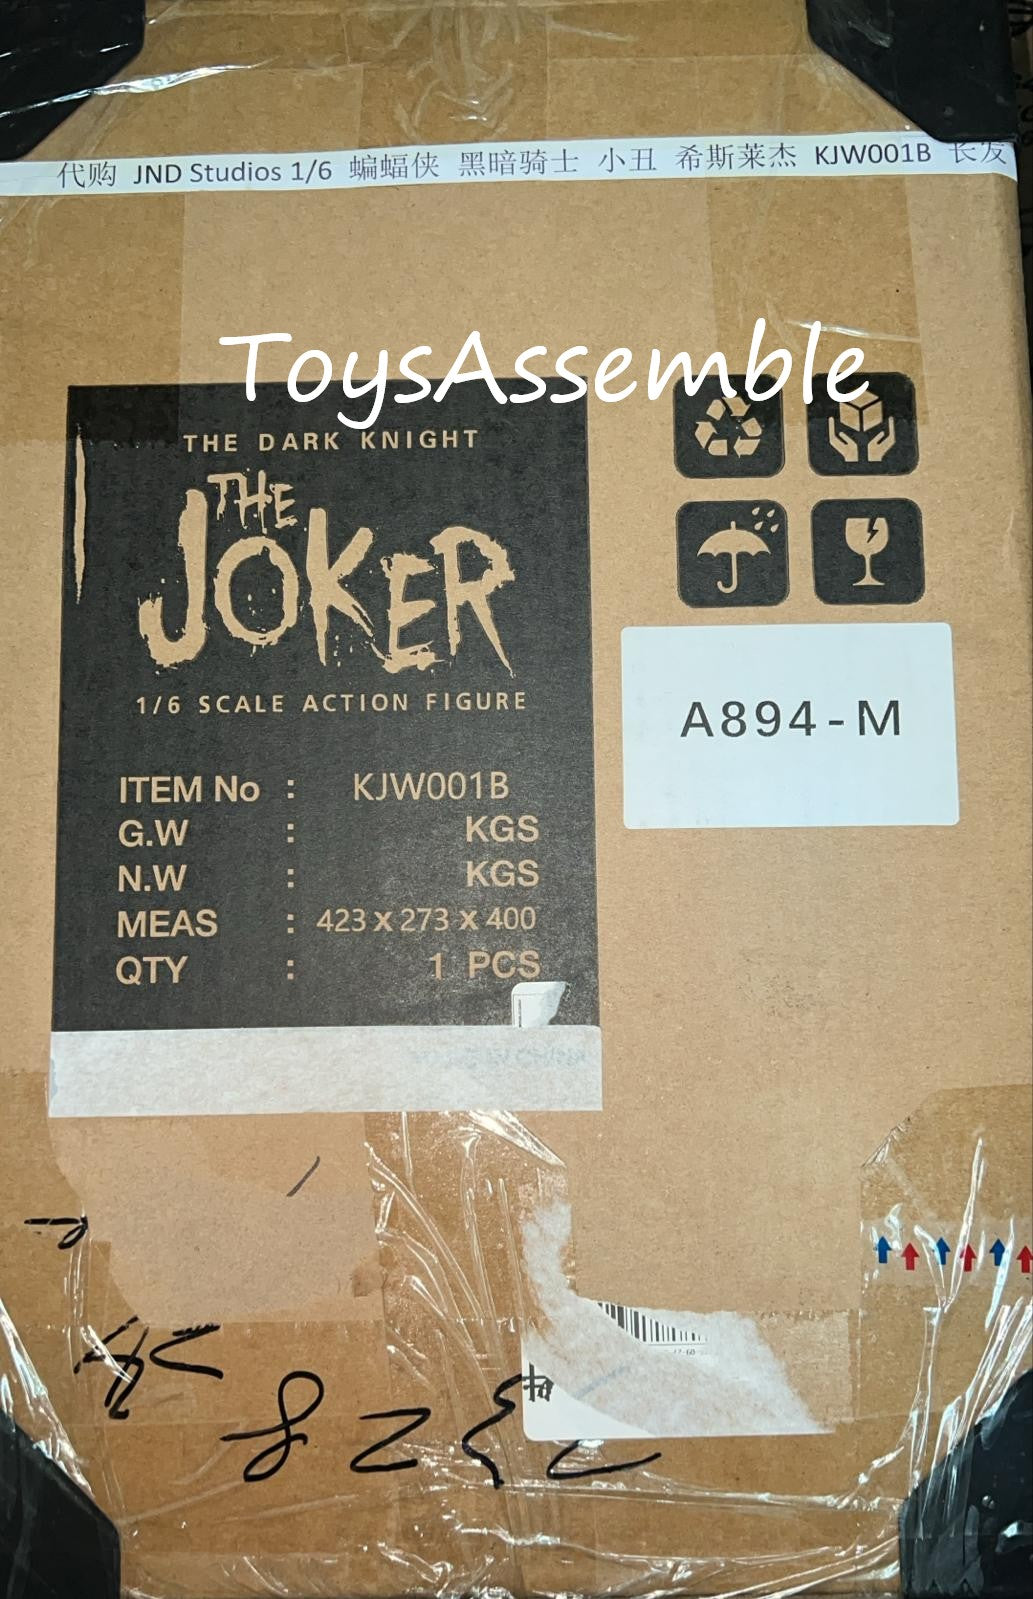 代购 JND Studios 1/6 蝙蝠侠 黑暗骑士 小丑 希斯莱杰 KJW001B 长发
ToysAssemble
THE DARK KNIGHT
THE
JOKER
1/6 SCALE ACTION FIGURE
A894-M
ITEM No : KJW001B
G.W : KGS
N.W : KGS
MEAS : 423 x 273 x 400
QTY : 1 PCS